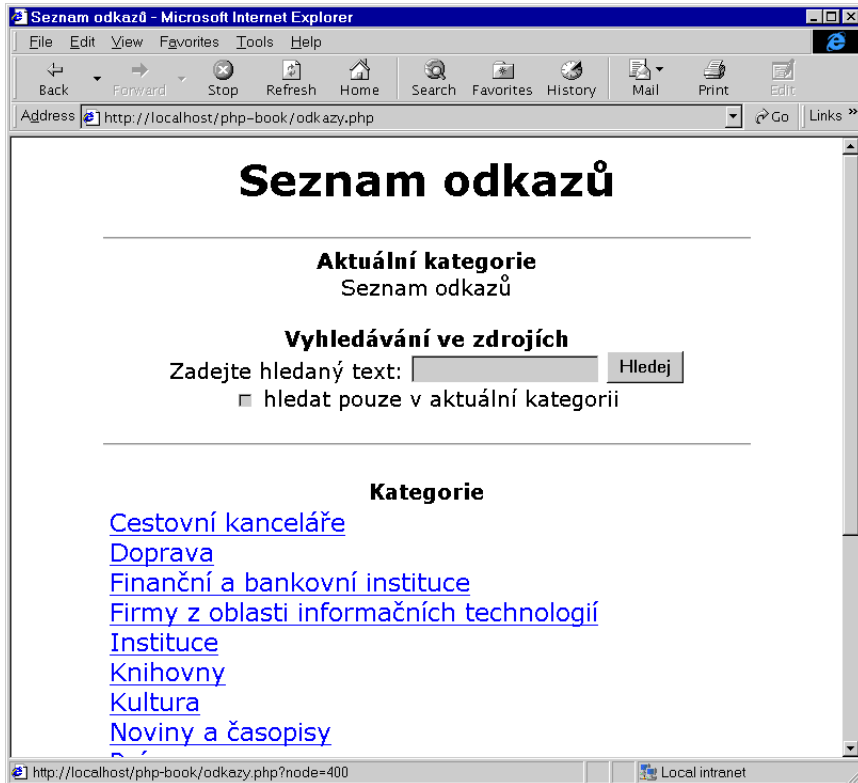 Seznam odkazů - Microsoft Internet Explorer
File Edit View Favorites Tools Help
Back Forward Stop Refresh Home Search Favorites History Mail Print Edit
Address http://localhost/php-book/odkazy.php Go Links »
Seznam odkazů
Aktuální kategorie
Seznam odkazů
Vyhledávání ve zdrojích
Zadejte hledaný text: Hledej
hledat pouze v aktuální kategorii
Kategorie
Cestovní kanceláře
Doprava
Finanční a bankovní instituce
Firmy z oblasti informačních technologií
Instituce
Knihovny
Kultura
Noviny a časopisy
http://localhost/php-book/odkazy.php?node=400 Local intranet